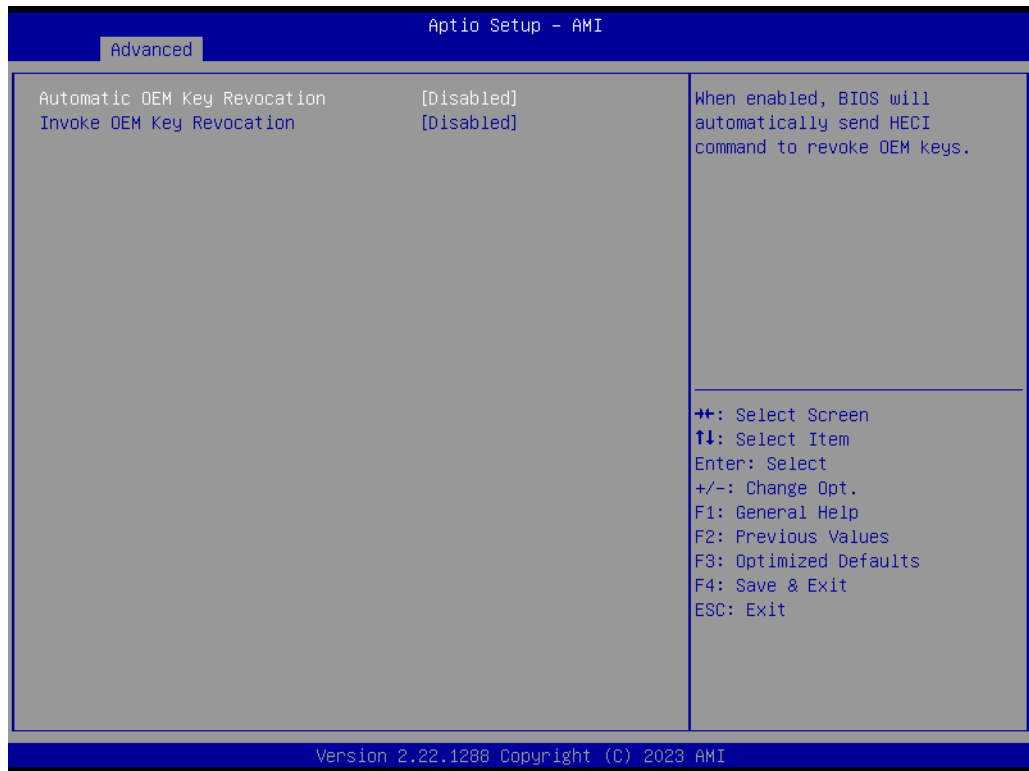 Aptio Setup – AMI
Advanced
Automatic OEM Key Revocation [Disabled]
Invoke OEM Key Revocation [Disabled]
When enabled, BIOS will
automatically send HECI
command to revoke OEM keys.
→←: Select Screen
↑↓: Select Item
Enter: Select
+/-: Change Opt.
F1: General Help
F2: Previous Values
F3: Optimized Defaults
F4: Save & Exit
ESC: Exit
Version 2.22.1288 Copyright (C) 2023 AMI